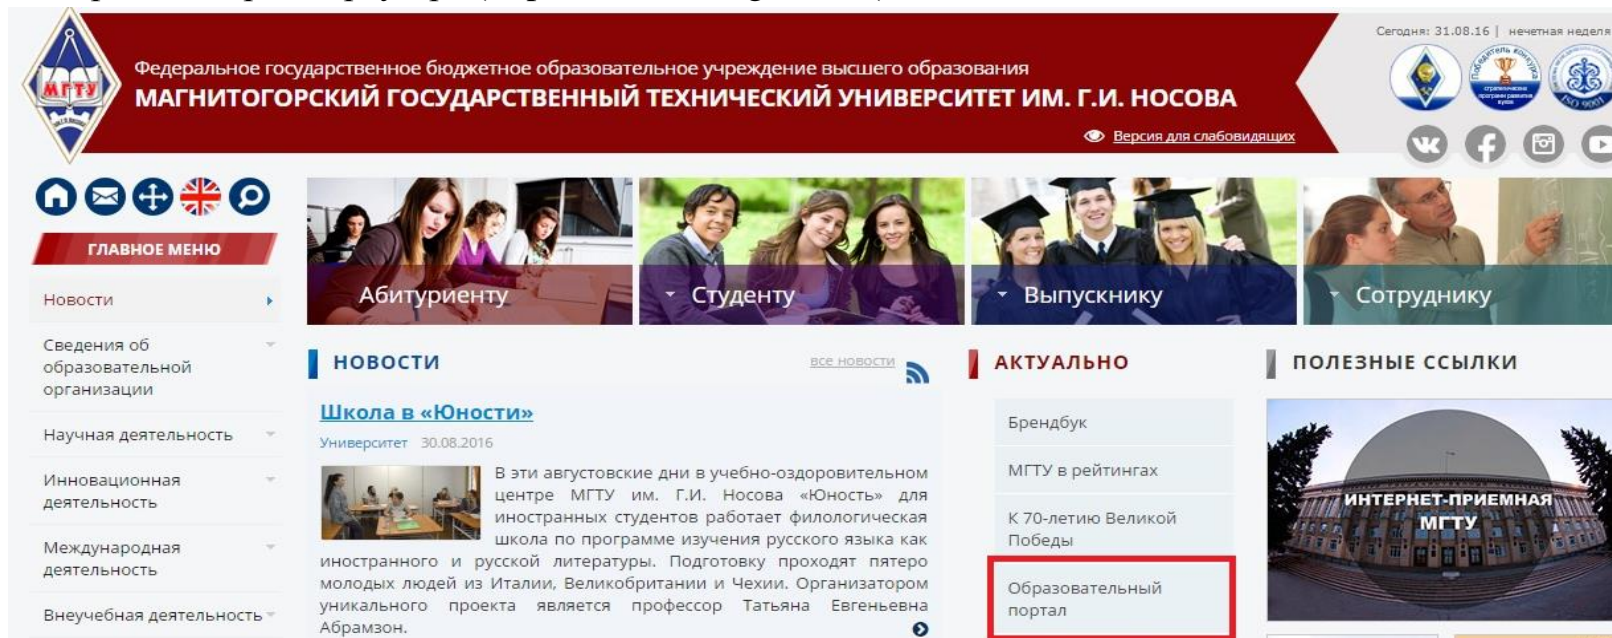 Сегодня: 31.08.16 | нечетная неделя
Федеральное государственное бюджетное образовательное учреждение высшего образования
МАГНИТОГОРСКИЙ ГОСУДАРСТВЕННЫЙ ТЕХНИЧЕСКИЙ УНИВЕРСИТЕТ ИМ. Г.И. НОСОВА
МГТУ
Версия для слабовидящих
ISO 9001
ГЛАВНОЕ МЕНЮ
Новости
Сведения об
образовательной
организации
Научная деятельность
Инновационная
деятельность
Международная
деятельность
Внеучебная деятельность
Абитуриенту
Студенту
Выпускнику
Сотруднику
НОВОСТИ
все новости
Школа в «Юности»
Университет 30.08.2016
В эти августовские дни в учебно-оздоровительном
центре МГТУ им. Г.И. Носова «Юность» для
иностранных студентов работает филологическая
школа по программе изучения русского языка как
иностранного и русской литературы. Подготовку проходят пятеро
молодых людей из Италии, Великобритании и Чехии. Организатором
уникального проекта является профессор Татьяна Евгеньевна
Абрамзон.
АКТУАЛЬНО
Брендбук
МГТУ в рейтингах
К 70-летию Великой
Победы
Образовательный
портал
ПОЛЕЗНЫЕ ССЫЛКИ
ИНТЕРНЕТ-ПРИЕМНАЯ
МГТУ